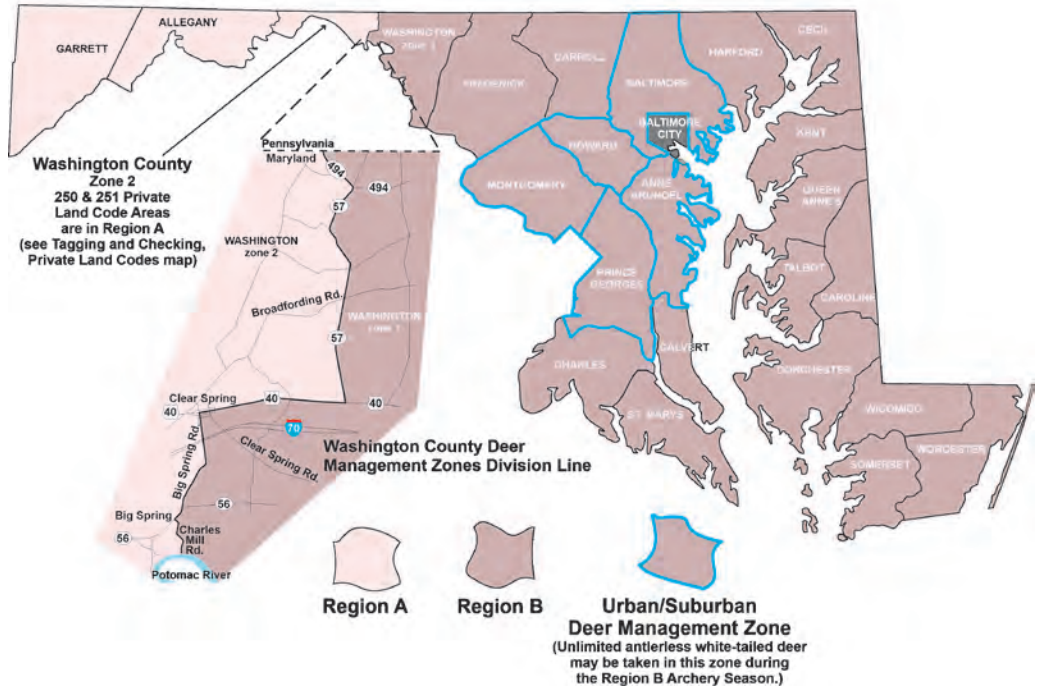 GARRETT
ALLEGANY
WASHINGTON
ZONE 1
FREDERICK
CARROLL
BALTIMORE
HARFORD
CECIL
BALTIMORE
CITY
HOWARD
MONTGOMERY
ANNE
ARUNDEL
KENT
QUEEN
ANNE'S
PRINCE
GEORGES
TALBOT
CAROLINE
CHARLES
CALVERT
ST MARYS
DORCHESTER
WICOMICO
SOMERSET
WORCESTER
Washington County
Zone 2
250 & 251 Private
Land Code Areas
are in Region A
(see Tagging and Checking,
Private Land Codes map)
Pennsylvania
Maryland
494
494
57
WASHINGTON
zone 2
Broadfording Rd.
WASHINGTON
zone 1
57
Clear Spring
40
40
40
70
Big Spring Rd.
Clear Spring Rd.
56
Big Spring
56
Charles
Mill
Rd.
Potomac River
Washington County Deer
Management Zones Division Line
Region A
Region B
Urban/Suburban
Deer Management Zone
(Unlimited antlerless white-tailed deer
may be taken in this zone during
the Region B Archery Season.)